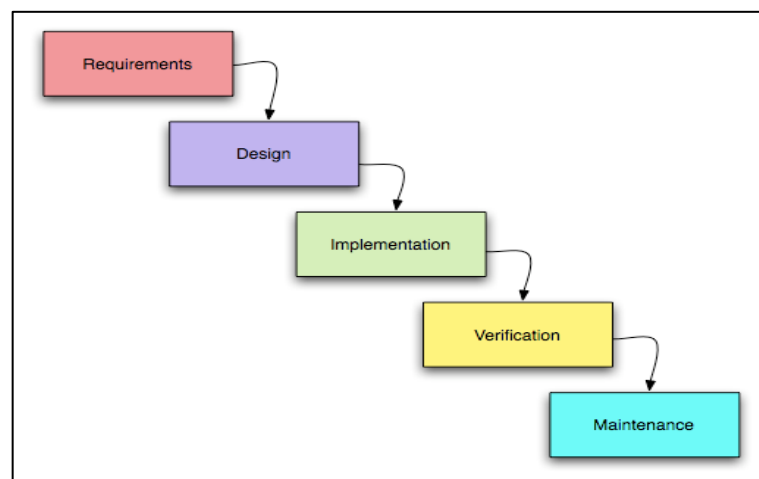 Requirements
Design
Implementation
Verification
Maintenance